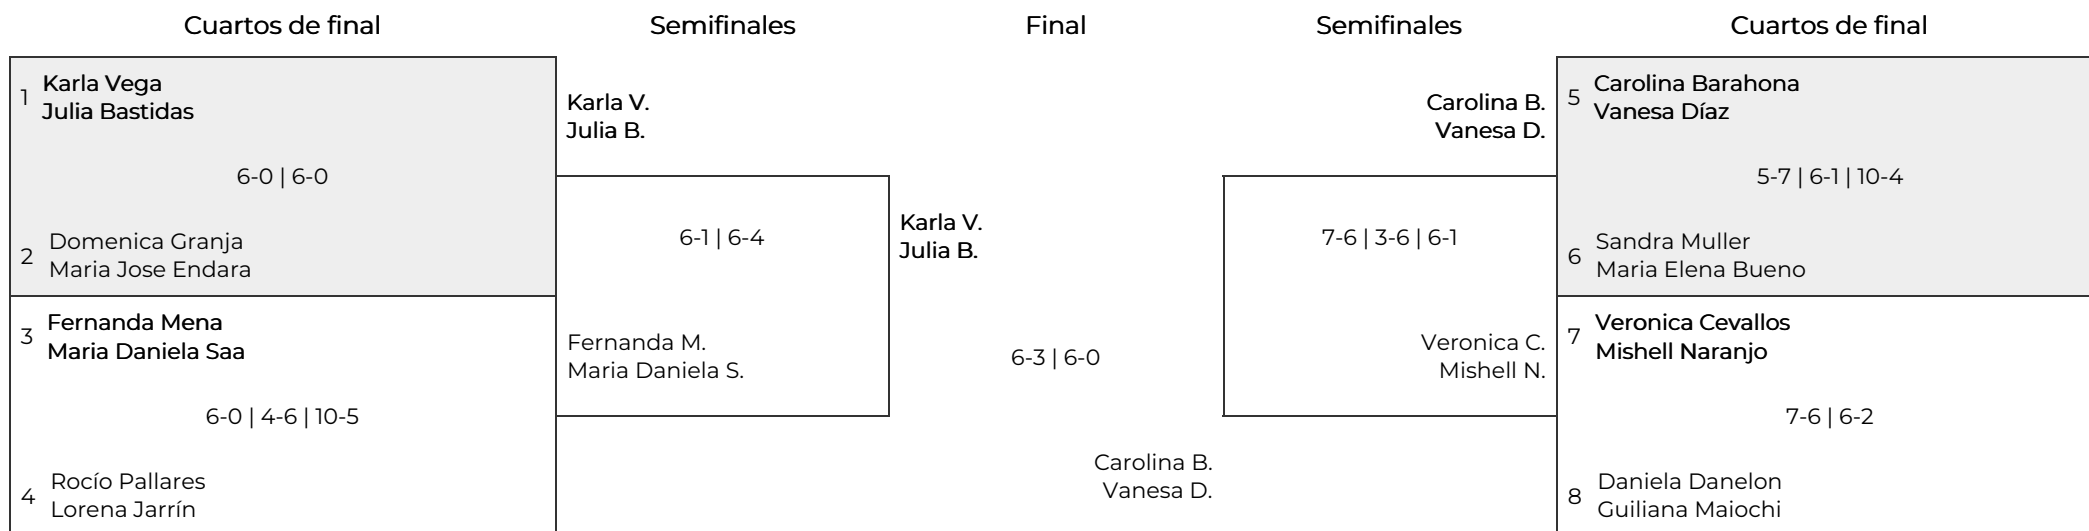 Cuartos de final
Semifinales
Final
Semifinales
Cuartos de final
1
Karla Vega
Julia Bastidas
6-0 | 6-0
2
Domenica Granja
Maria Jose Endara
3
Fernanda Mena
Maria Daniela Saa
6-0 | 4-6 | 10-5
4
Rocío Pallares
Lorena Jarrín
Karla V.
Julia B.
6-1 | 6-4
Fernanda M.
Maria Daniela S.
Karla V.
Julia B.
6-3 | 6-0
Carolina B.
Vanesa D.
Carolina B.
Vanesa D.
7-6 | 3-6 | 6-1
Veronica C.
Mishell N.
5
Carolina Barahona
Vanesa Díaz
5-7 | 6-1 | 10-4
6
Sandra Muller
Maria Elena Bueno
7
Veronica Cevallos
Mishell Naranjo
7-6 | 6-2
8
Daniela Danelon
Guiliana Maiochi